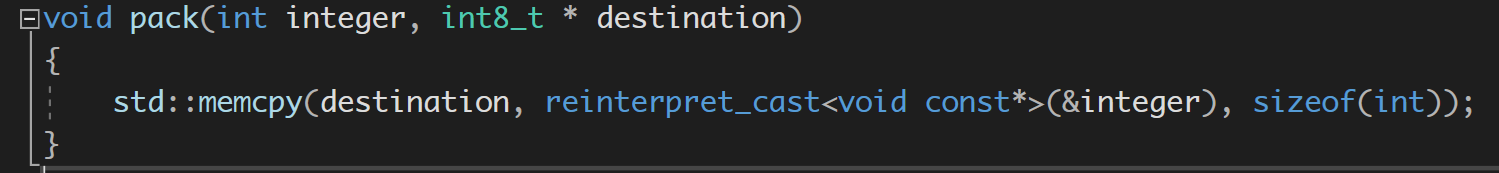 void pack(int integer, int8_t * destination)
{
    std::memcpy(destination, reinterpret_cast<void const*>(&integer), sizeof(int));
}